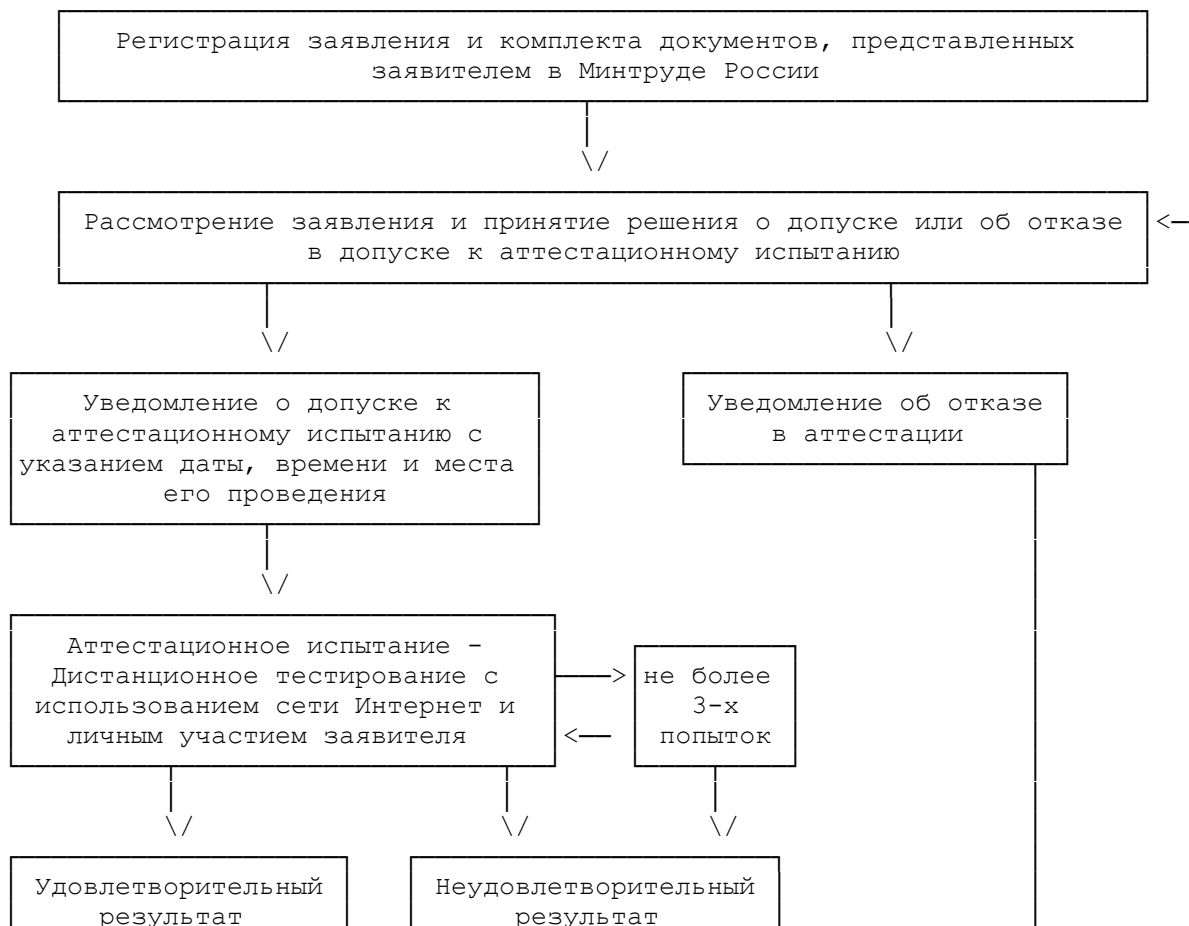 Регистрация заявления и комплекта документов, представленных
заявителем в Минтруде России
Рассмотрение заявления и принятие решения о допуске или об отказе
в допуске к аттестационному испытанию
Уведомление о допуске к
аттестационному испытанию с
указанием даты, времени и места
его проведения
Уведомление об отказе
в аттестации
Аттестационное испытание -
Дистанционное тестирование с
использованием сети Интернет и
личным участием заявителя
не более
3-х
попыток
Удовлетворительный
результат
Неудовлетворительный
результат